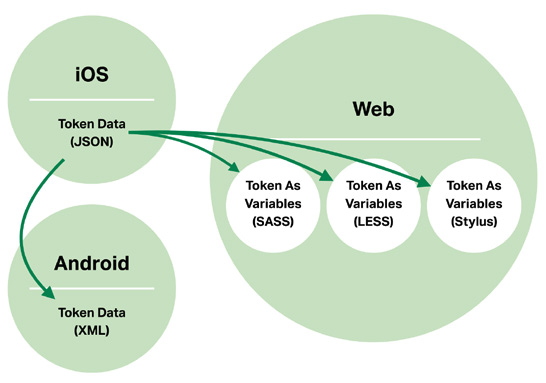 iOS
Token Data
(JSON)
Web
Token As
Variables
(SASS)
Token As
Variables
(LESS)
Token As
Variables
(Stylus)
Android
Token Data
(XML)